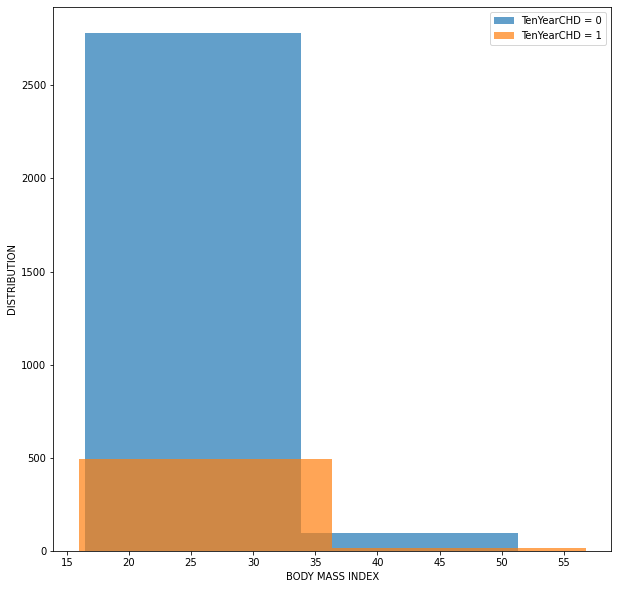 TenYearCHD = 0
TenYearCHD = 1
2500
2000
1500
1000
500
0
DISTRIBUTION
15 20 25 30 35 40 45 50 55
BODY MASS INDEX